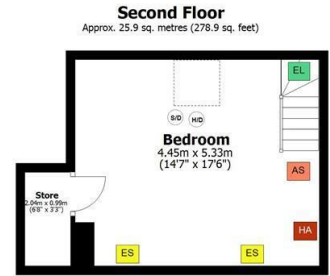 Second Floor
Approx. 25.9 sq. metres (278.9 sq. feet)
EL
S/D H/D
Bedroom
4.45m x 5.33m
(14'7" x 17'6")
AS
Store
2.04m x 0.99m
(6'8" x 3'3")
HA
ES ES